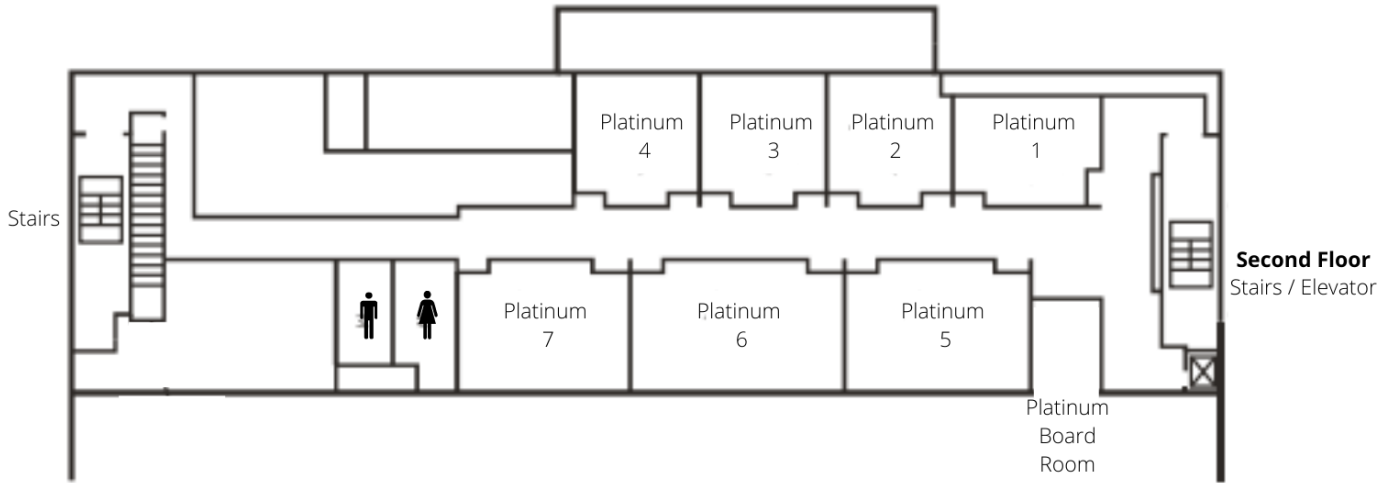 Platinum
4
Platinum
3
Platinum
2
Platinum
1
Stairs
Second Floor
Stairs / Elevator
Platinum
7
Platinum
6
Platinum
5
Platinum
Board
Room